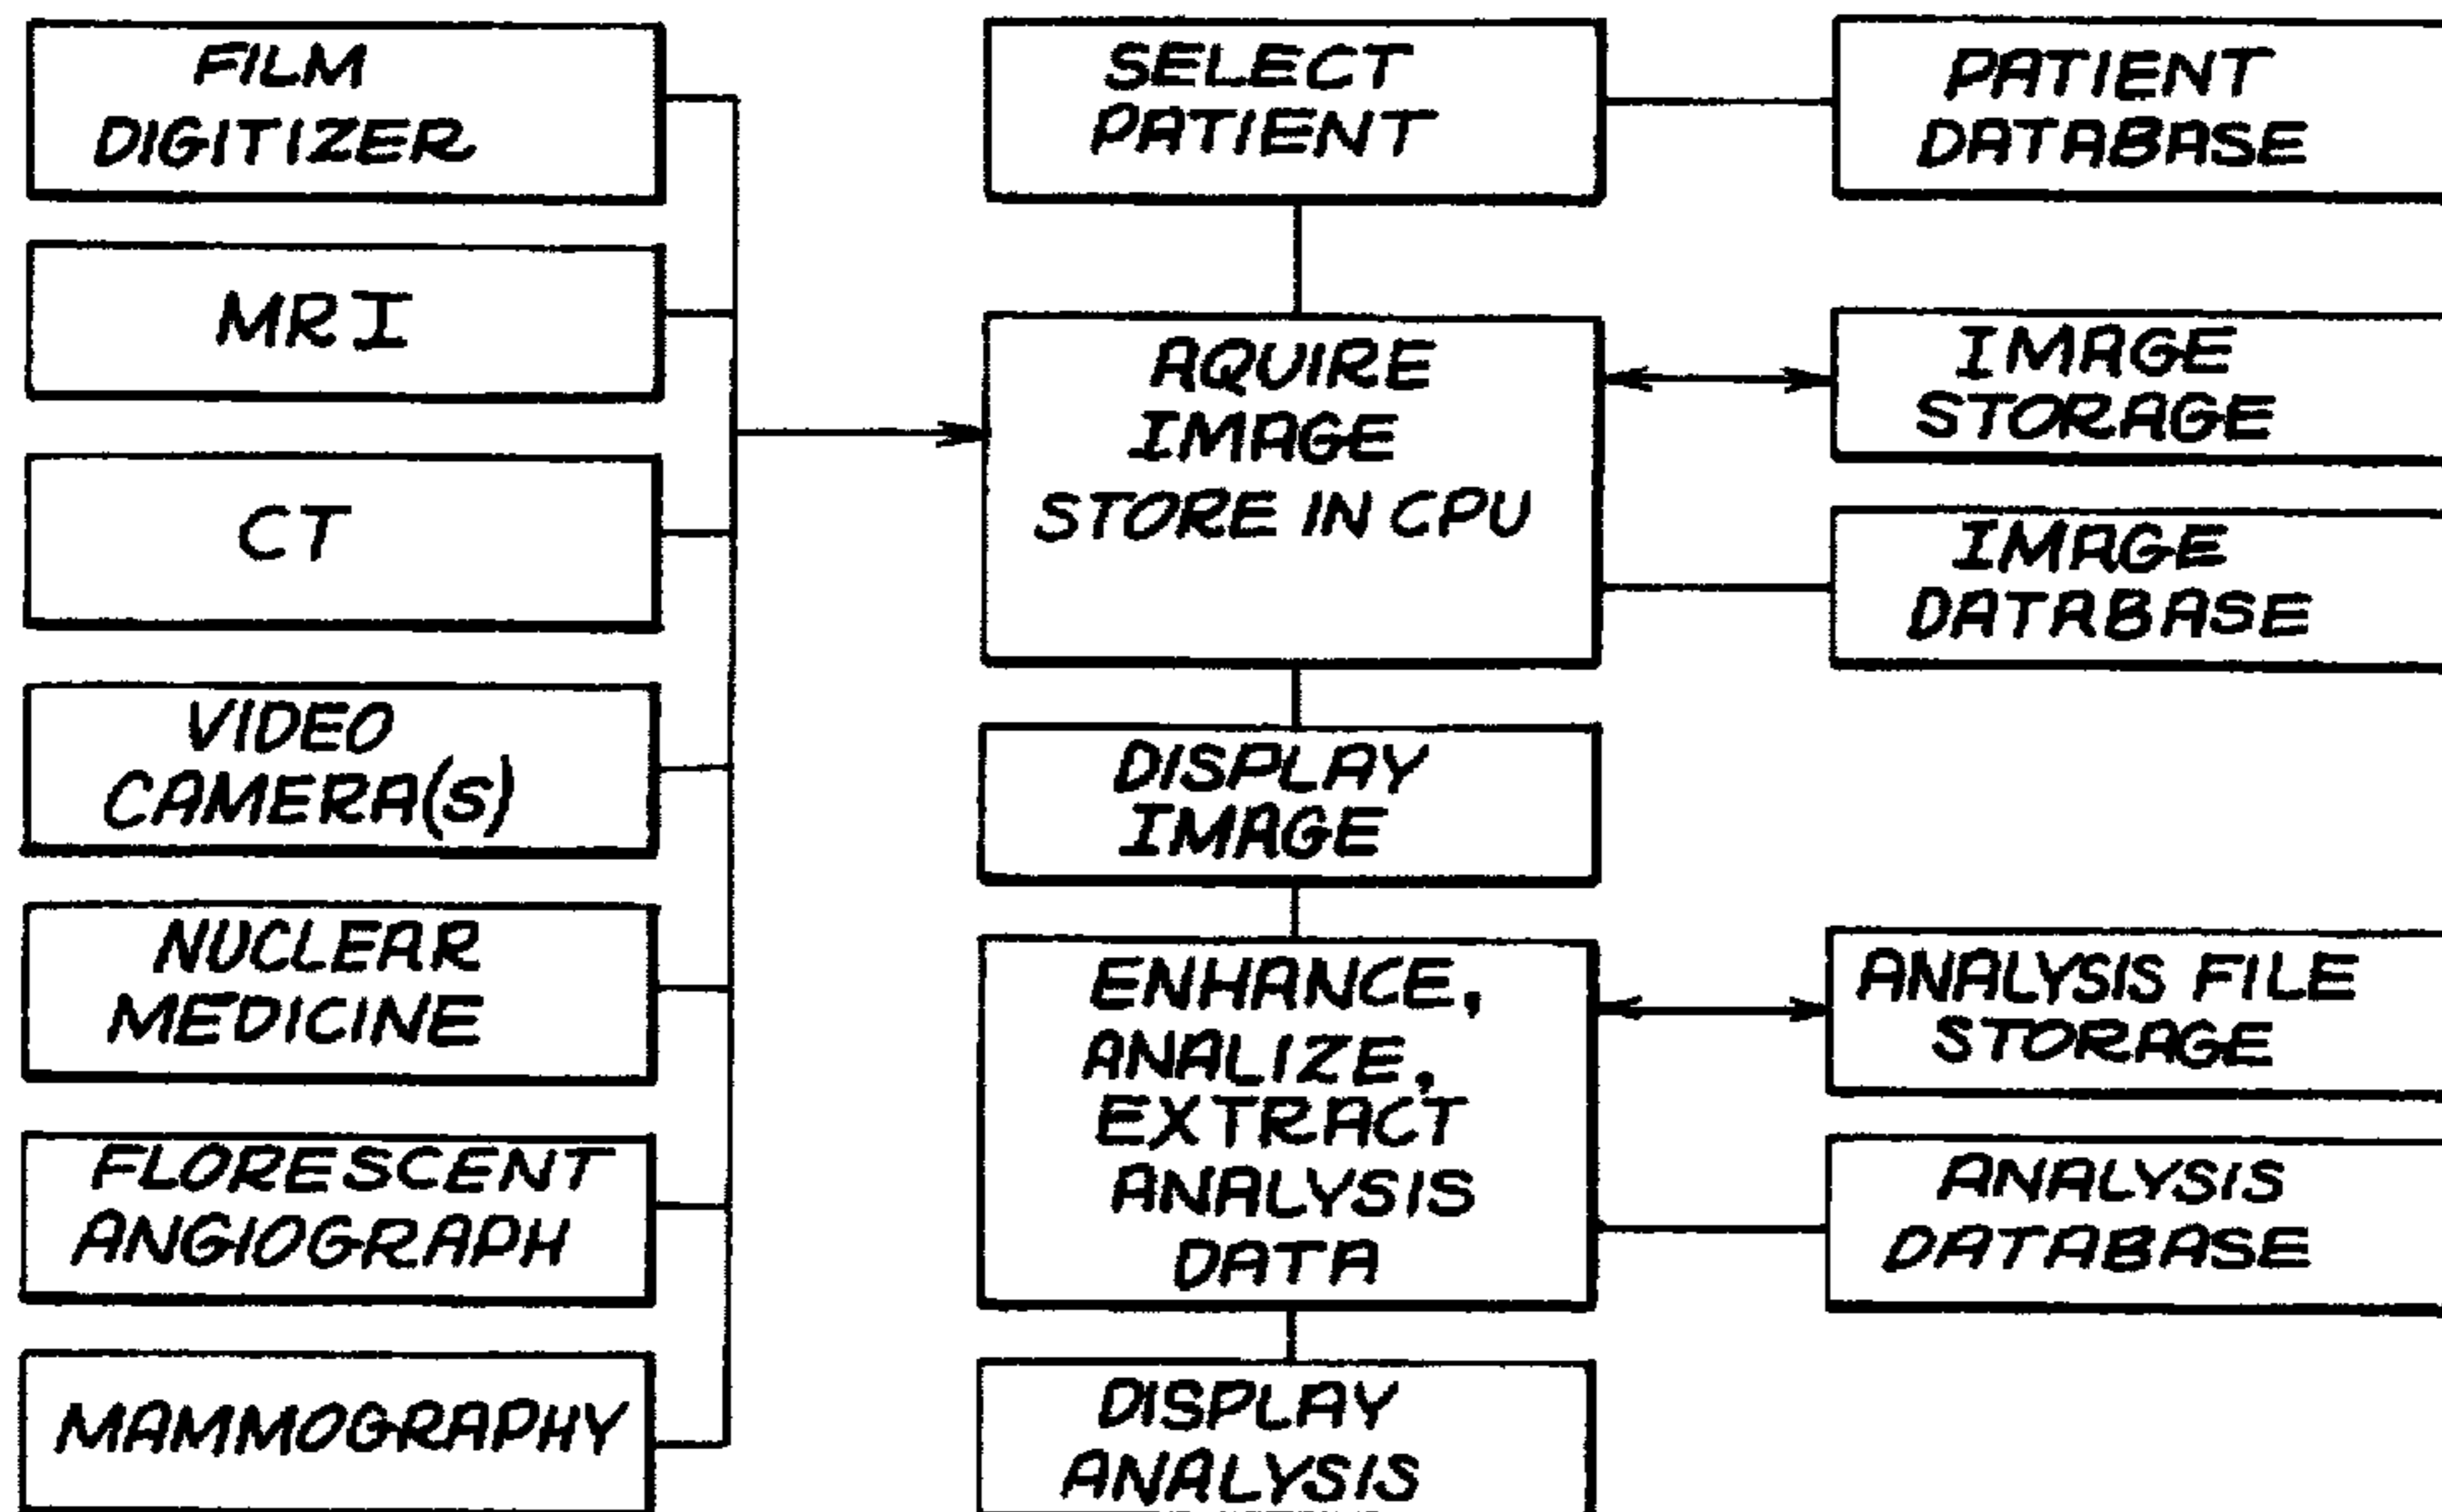 FILM
DIGITIZER
MRI
CT
VIDEO
CAMERA(S)
NUCLEAR
MEDICINE
FLORESCENT
ANGIOGRAPH
MAMMOGRAPHY
SELECT
PATIENT
AQUIRE
IMAGE
STORE IN CPU
DISPLAY
IMAGE
ENHANCE,
ANALIZE,
EXTRACT
ANALYSIS
DATA
DISPLAY
ANALYSIS
PATIENT
DATABASE
IMAGE
STORAGE
IMAGE
DATABASE
ANALYSIS FILE
STORAGE
ANALYSIS
DATABASE